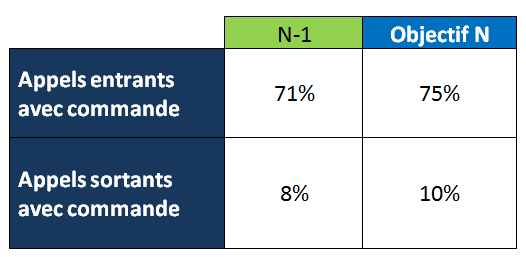 N-1 Objectif N
Appels entrants
avec commande
71% 75%
Appels sortants
avec commande
8% 10%